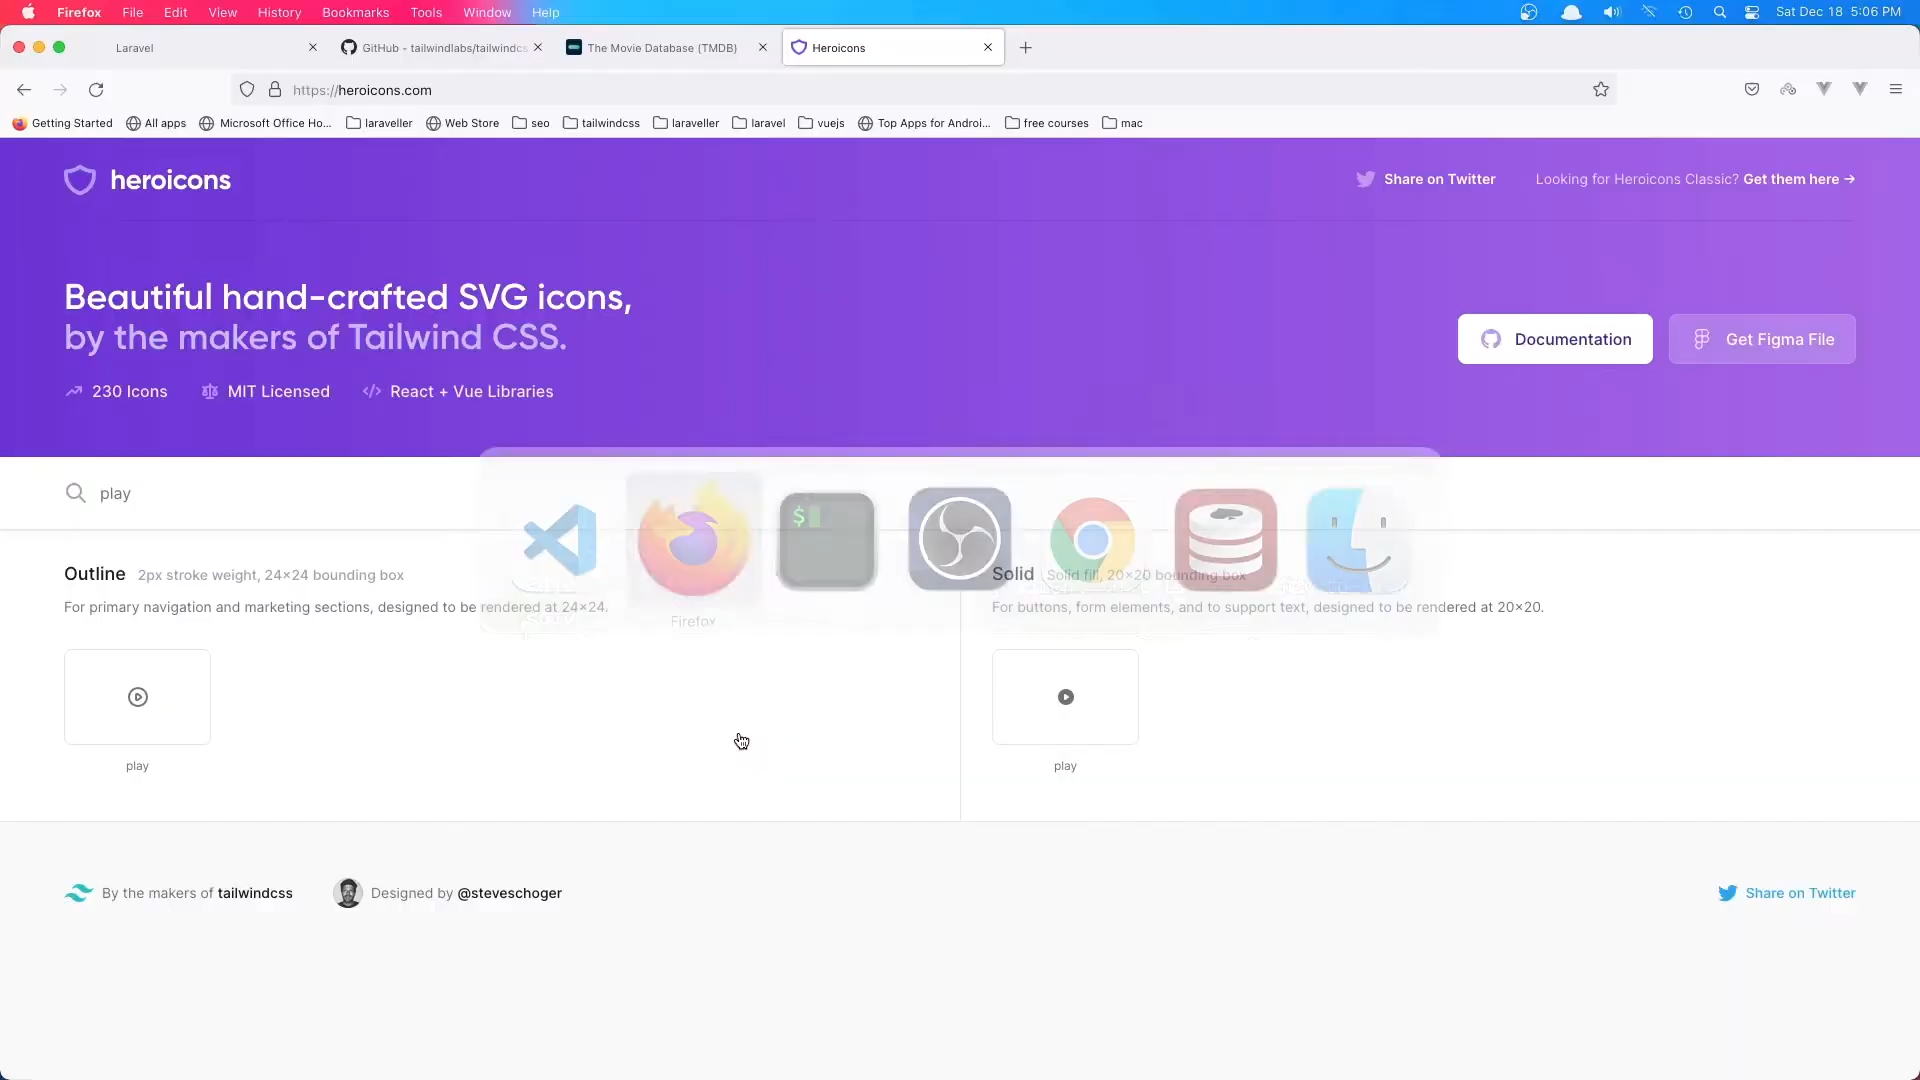 Firefox File Edit View History Bookmarks Tools Window Help Sat Dec 18 5:06 PM
Laravel GitHub - tailwindlabs/tailwindcs The Movie Database (TMDB) Heroicons
https://heroicons.com
Getting Started All apps Microsoft Office Ho... laraveller Web Store seo tailwindcss laraveller laravel vuejs Top Apps for Androi... free courses mac
heroicons Share on Twitter Looking for Heroicons Classic? Get them here →
Beautiful hand-crafted SVG icons,
by the makers of Tailwind CSS.
Documentation Get Figma File
230 Icons MIT Licensed React + Vue Libraries
play
$
Outline 2px stroke weight, 24×24 bounding box
Solid Solid fill, 20×20 bounding box
For primary navigation and marketing sections, designed to be rendered at 24×24.
For buttons, form elements, and to support text, designed to be rendered at 20×20.
Firefox
play
play
By the makers of tailwindcss Designed by @steveschoger Share on Twitter